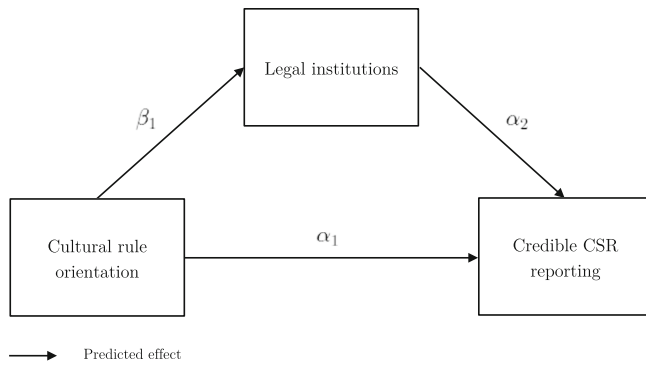 Legal institutions
β₁
α₂
Cultural rule
orientation
α₁
Credible CSR
reporting
Predicted effect